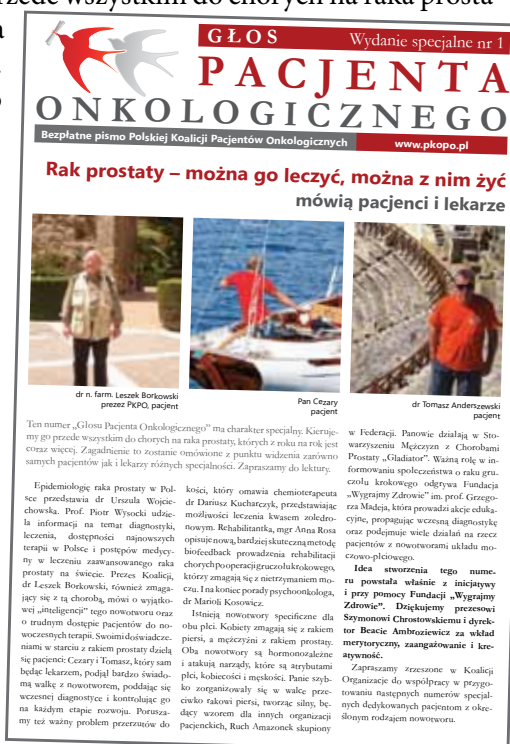 rzede wszystkim do chorych na raka prosta
a
GŁOS
Wydanie specjalne nr 1
PACJENTA
ONKOLOGICZNEGO
Bezpłatne pismo Polskiej Koalicji Pacjentów Onkologicznych
www.pkopo.pl
Rak prostaty – można go leczyć, można z nim żyć
mówią pacjenci i lekarze
dr n. farm. Leszek Borkowski
prezes PKPO, pacjent
Pan Cezary
pacjent
dr Tomasz Anderszewski
pacjent
Ten numer „Głosu Pacjenta Onkologicznego” ma charakter specjalny. Kieruje-
my go przede wszystkim do chorych na raka prostaty, których z roku na rok jest
coraz więcej. Zagadnienie to zostanie omówione z punktu widzenia zarówno
samych pacjentów jak i lekarzy różnych specjalności. Zapraszamy do lektury.
Epidemiologię raka prostaty w Pol-
sce przedstawia dr Urszula Wojcie-
chowska. Prof. Piotr Wysocki udzie-
la informacji na temat diagnostyki,
leczenia, dostępności najnowszych
terapii w Polsce i postępów medycy-
ny w leczeniu zaawansowanego raka
prostaty na świecie. Prezes Koalicji,
dr Leszek Borkowski, również zmaga-
jący się z tą chorobą, mówi o wyjątko-
wej „inteligencji” tego nowotworu oraz
o trudnym dostępie pacjentów do no-
woczesnych terapii. Swoimi doświadcze-
niami w starciu z rakiem prostaty dzielą
się pacjenci: Cezary i Tomasz, który sam
będąc lekarzem, podjął bardzo świado-
mą walkę z nowotworem, poddając się
wczesnej diagnostyce i kontrolując go
na każdym etapie rozwoju. Porusza-
my też ważny problem przerzutów do
kości, który omawia chemioterapeuta
dr Dariusz Kucharczyk, przedstawiając
możliwości leczenia kwasem zoledro-
nowym. Rehabilitantka, mgr Anna Rosa
opisuje nową, bardziej skuteczną metodę
biofeedback prowadzenia rehabilitacji
chorych po operacji gruczołu krokowego,
którzy zmagają się z nietrzymaniem mo-
czu. I na koniec porady psychoonkologa,
dr Marioli Kosowicz.
Istnieją nowotwory specyficzne dla
obu płci. Kobiety zmagają się z rakiem
piersi, a mężczyźni z rakiem prostaty.
Oba nowotwory są hormonozależne
i atakują narządy, które są atrybutami
płci, kobiecości i męskości. Panie szyb-
ko zorganizowały się w walce prze-
ciwko rakowi piersi, tworząc silny, bę-
dący wzorem dla innych organizacji
pacjenckich, Ruch Amazonek skupiony
w Federacji. Panowie działają w Sto-
warzyszeniu Mężczyzn z Chorobami
Prostaty „Gladiator”. Ważną rolę w in-
formowaniu społeczeństwa o raku gru-
czołu krokowego odgrywa Fundacja
„Wygrajmy Zdrowie” im. prof. Grzego-
rza Madeja, która prowadzi akcje eduka-
cyjne, propagując wczesną diagnostykę
oraz podejmuje wiele działań na rzecz
pacjentów z nowotworami układu mo-
czowo-płciowego.
Idea stworzenia tego nume-
ru powstała właśnie z inicjatywy
i przy pomocy Fundacji „Wygrajmy
Zdrowie”. Dziękujemy prezesowi
Szymonowi Chrostowskiemu i dyrek-
tor Beacie Ambroziewicz za wkład
merytoryczny, zaangażowanie i kre-
atywność.
Zapraszamy zrzeszone w Koalicji
Organizacje do współpracy w przygo-
towaniu następnych numerów specjal-
nych dedykowanych pacjentom z okre-
ślonym rodzajem nowotworu.